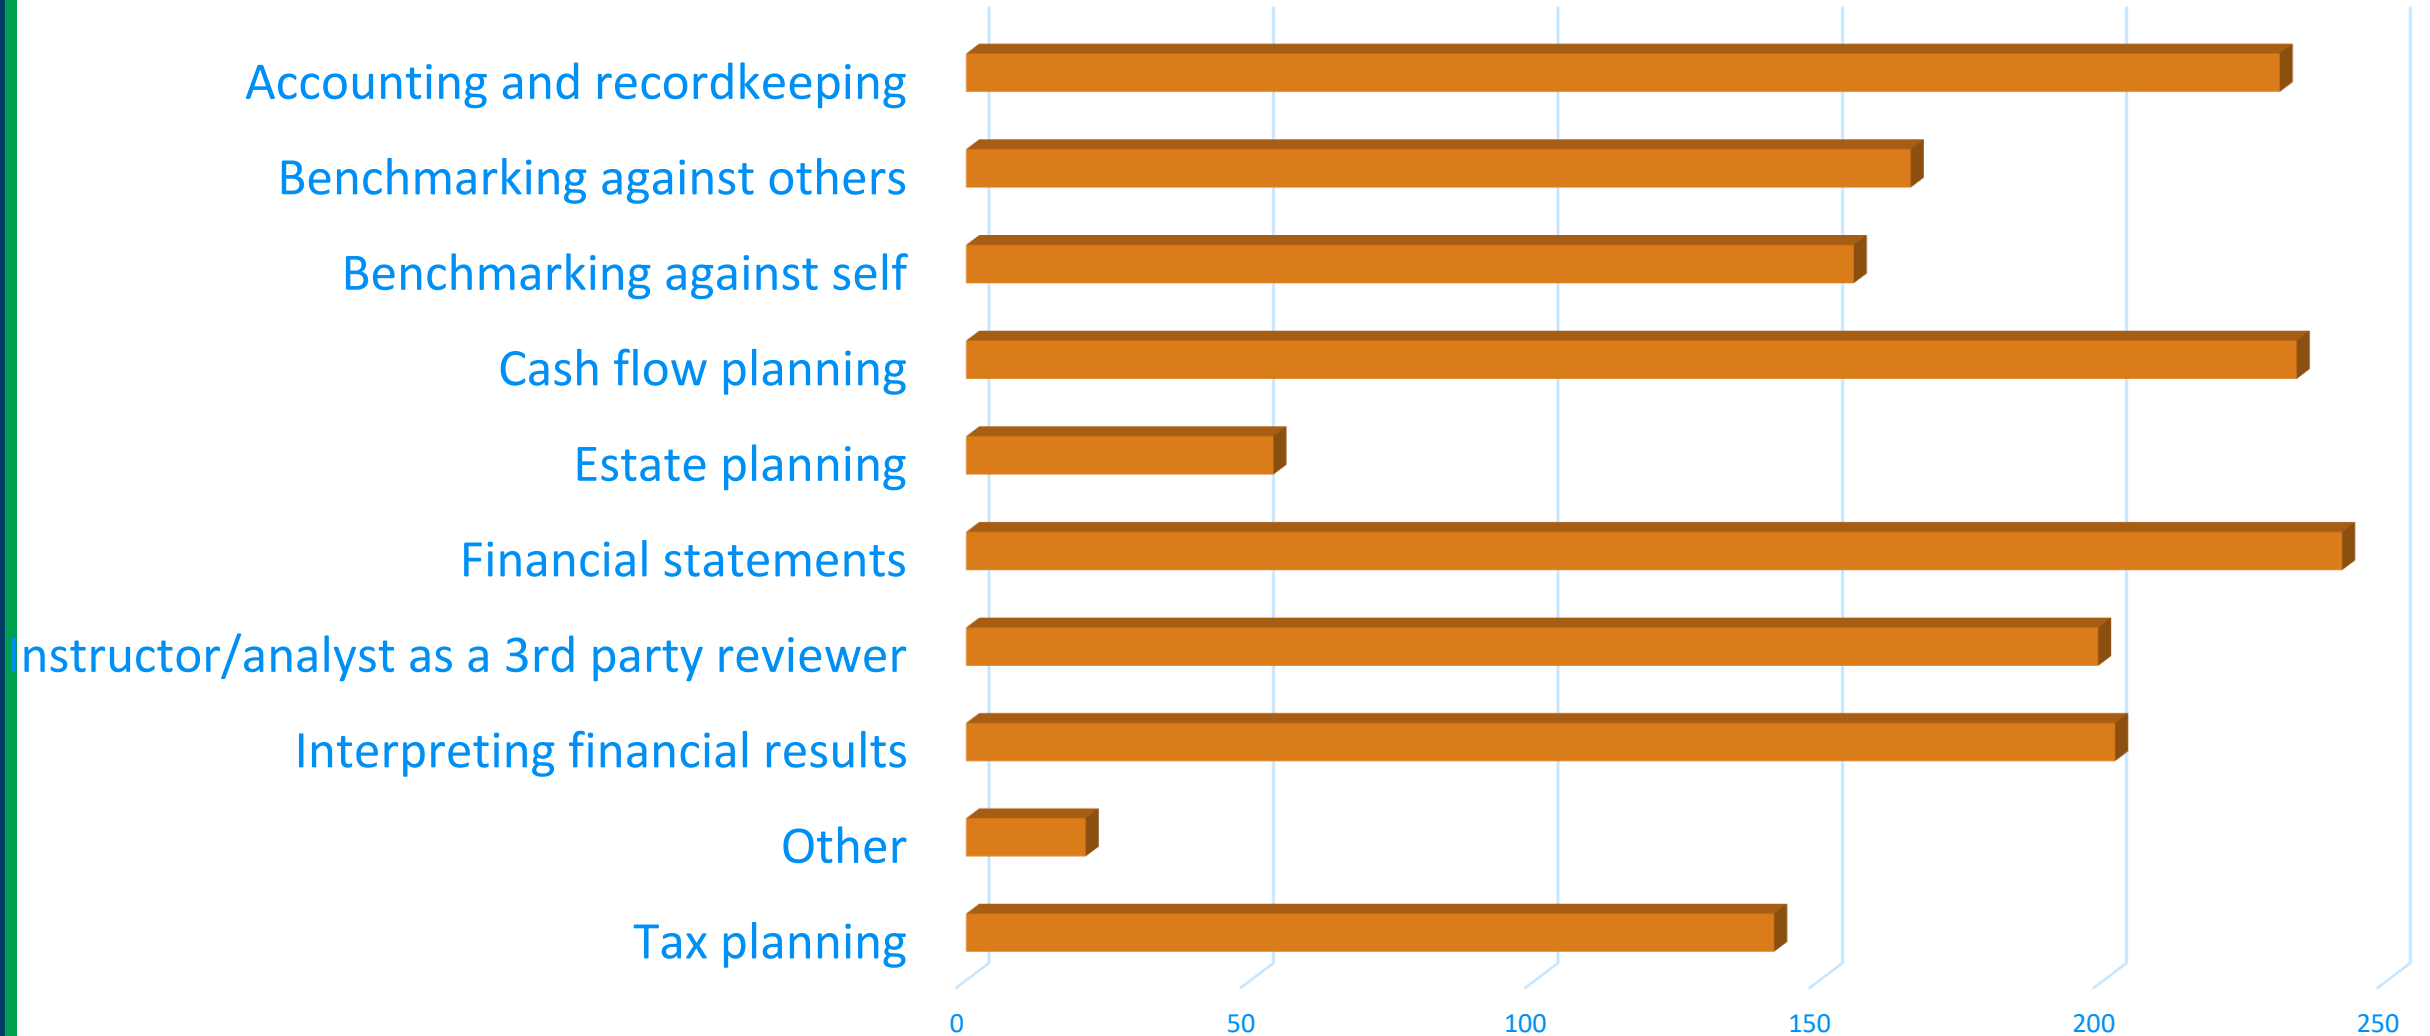 Accounting and recordkeeping
Benchmarking against others
Benchmarking against self
Cash flow planning
Estate planning
Financial statements
Instructor/analyst as a 3rd party reviewer
Interpreting financial results
Other
Tax planning
0 50 100 150 200 250